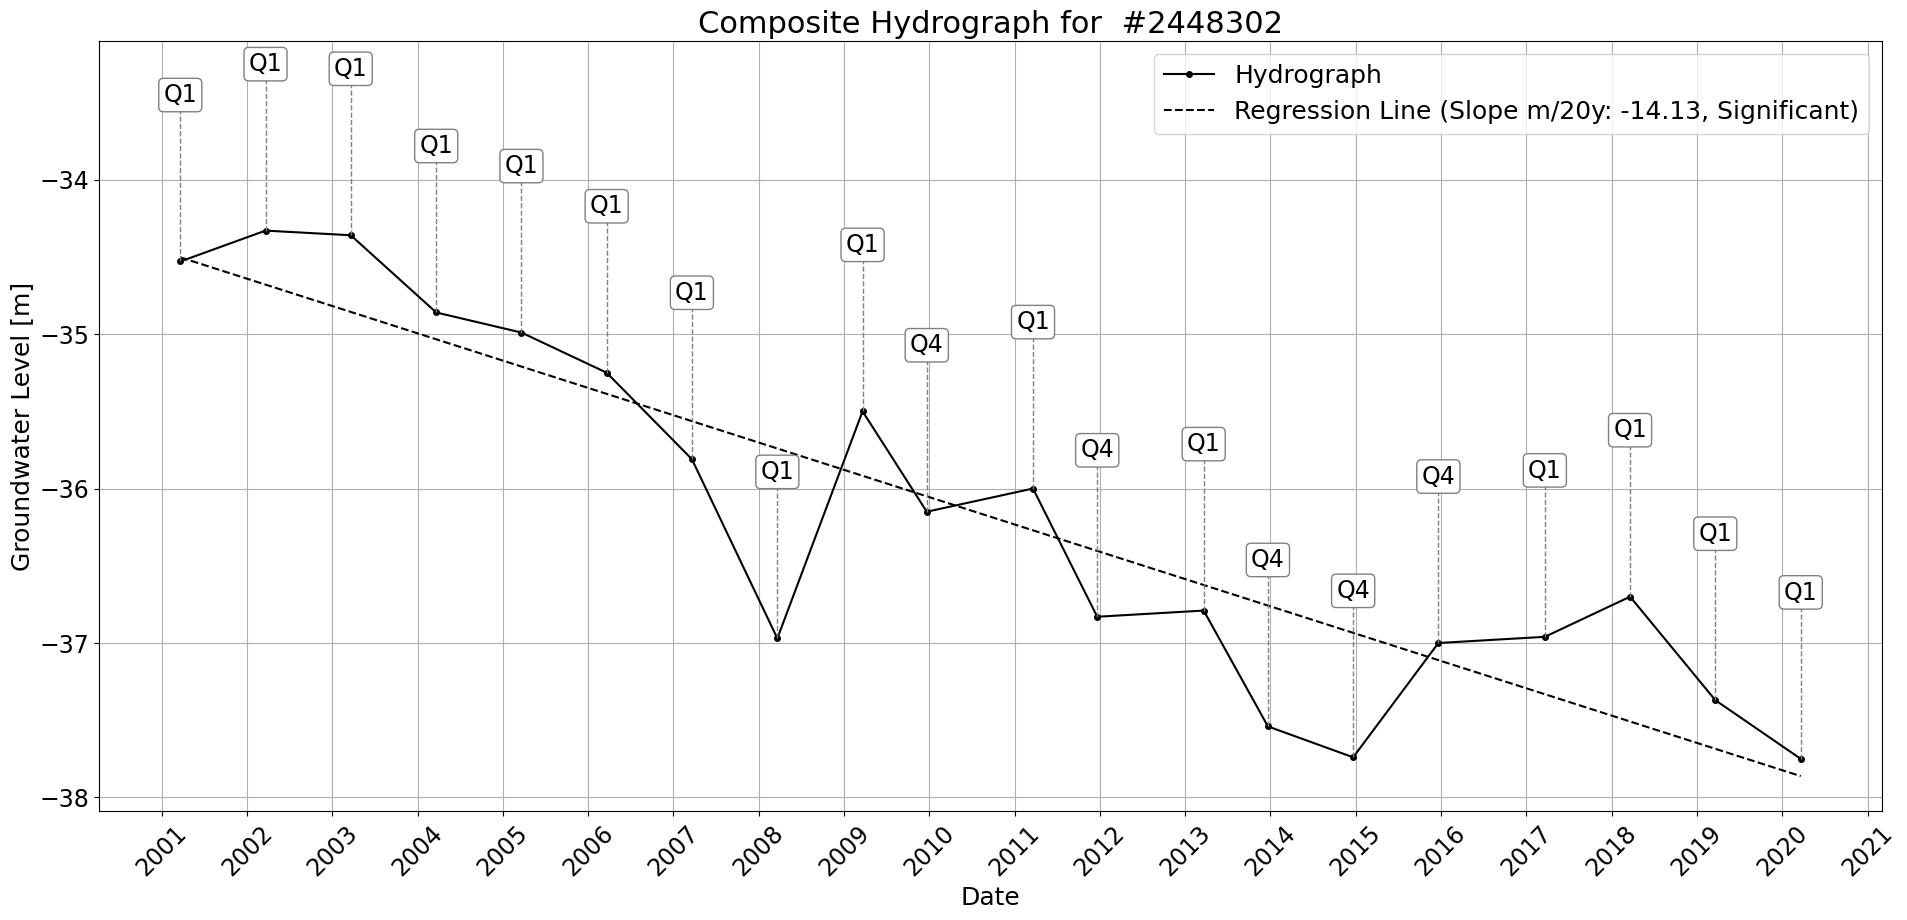 Composite Hydrograph for  #2448302
Hydrograph
Regression Line (Slope m/20y: -14.13, Significant)
Q1
Q1
Q1
Q1
Q1
Q1
Q1
Q1
Q1
Q4
Q1
Q4
Q1
Q4
Q4
Q4
Q1
Q1
Q1
Q1
Groundwater Level [m]
−34
−35
−36
−37
−38
2001
2002
2003
2004
2005
2006
2007
2008
2009
2010
2011
2012
2013
2014
2015
2016
2017
2018
2019
2020
2021
Date